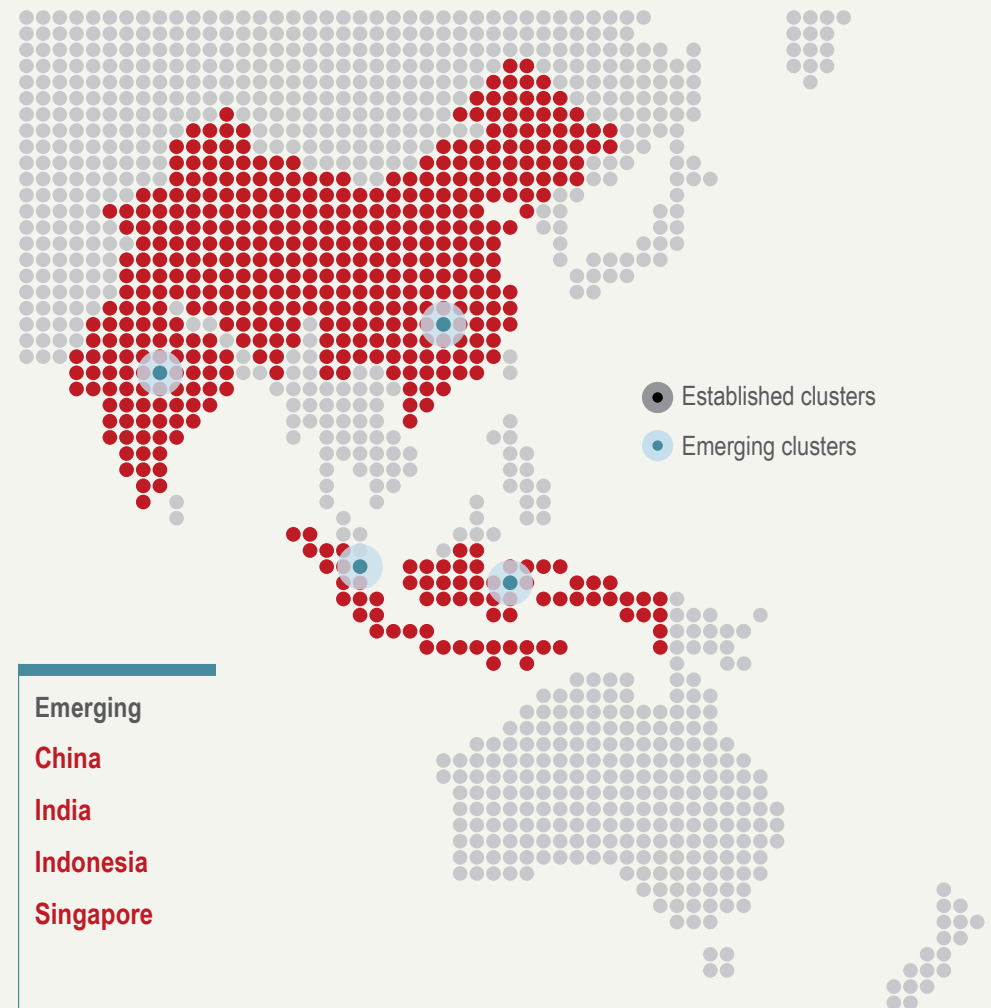 Established clusters
Emerging clusters
Emerging
China
India
Indonesia
Singapore